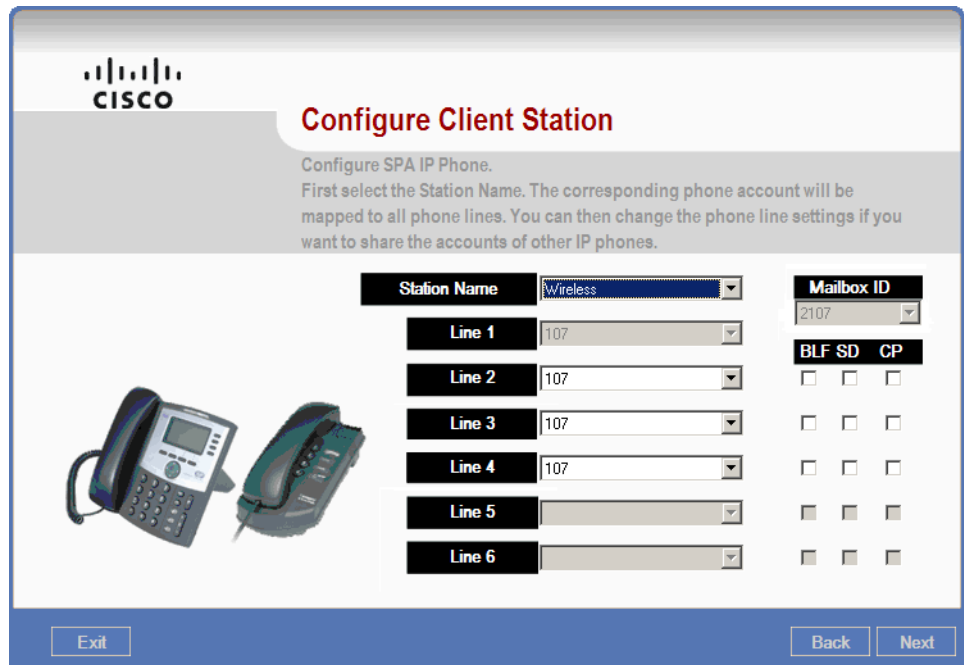 CISCO
Configure Client Station
Configure SPA IP Phone.
First select the Station Name. The corresponding phone account will be
mapped to all phone lines. You can then change the phone line settings if you
want to share the accounts of other IP phones.
Station Name Wireless Mailbox ID
2107
Line 1 107
BLF SD CP
Line 2 107
Line 3 107
Line 4 107
Line 5
Line 6
Exit Back Next